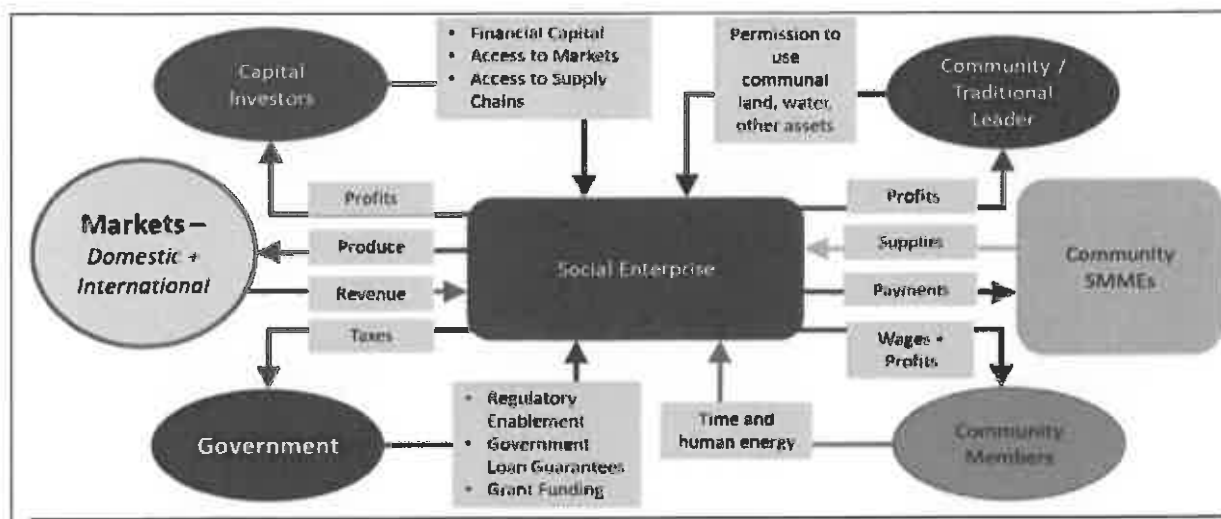 Capital
Investors
• Financial Capital
• Access to Markets
• Access to Supply
Chains
Permission to
use
communal
land, water,
other assets
Community /
Traditional
Leader
Markets –
Domestic +
International
Profits
Produce
Revenue
Taxes
Social Enterprise
Profits
Supplies
Payments
Wages +
Profits
Community
SMMEs
Government
• Regulatory
Enablement
• Government
Loan Guarantees
• Grant Funding
Time and
human energy
Community
Members